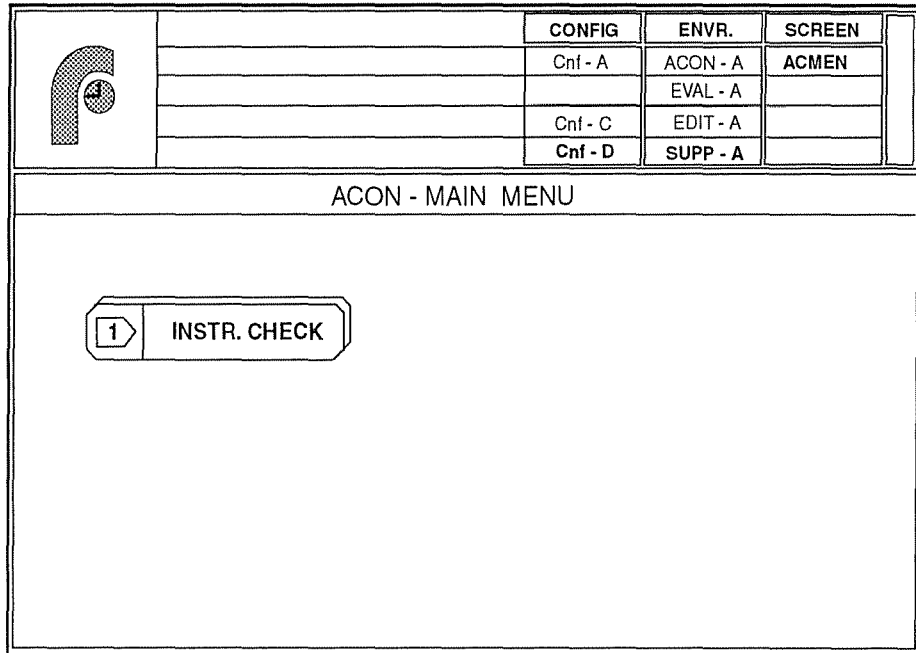 CONFIG ENVR. SCREEN
Cnf - A ACON - A ACMEN
EVAL - A
Cnf - C EDIT - A
Cnf - D SUPP - A
ACON - MAIN MENU
1 INSTR. CHECK